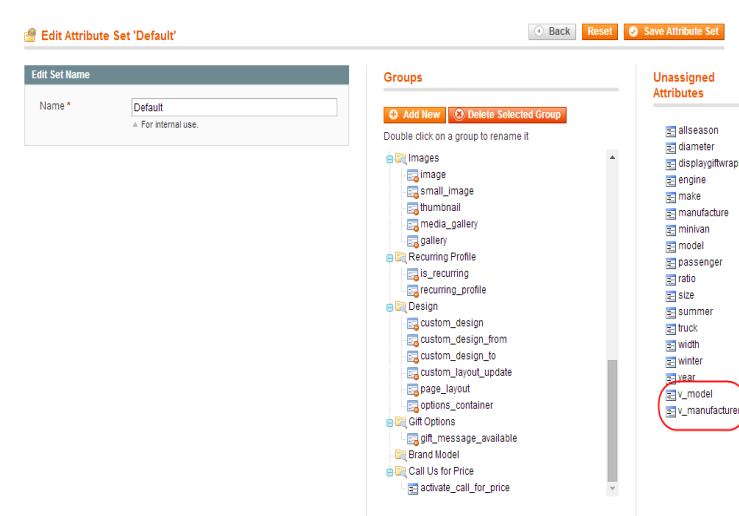 Edit Attribute Set 'Default'
Back Reset Save Attribute Set
Edit Set Name
Name *
Default
For internal use.
Groups
Add New Delete Selected Group
Double click on a group to rename it
Images
image
small_image
thumbnail
media_gallery
gallery
Recurring Profile
is_recurring
recurring_profile
Design
custom_design
custom_design_from
custom_design_to
custom_layout_update
page_layout
options_container
Gift Options
gift_message_available
Brand Model
Call Us for Price
activate_call_for_price
Unassigned
Attributes
allseason
diameter
displaygiftwrap
engine
make
manufacture
minivan
model
passenger
ratio
size
summer
truck
width
winter
year
v_model
v_manufacturer